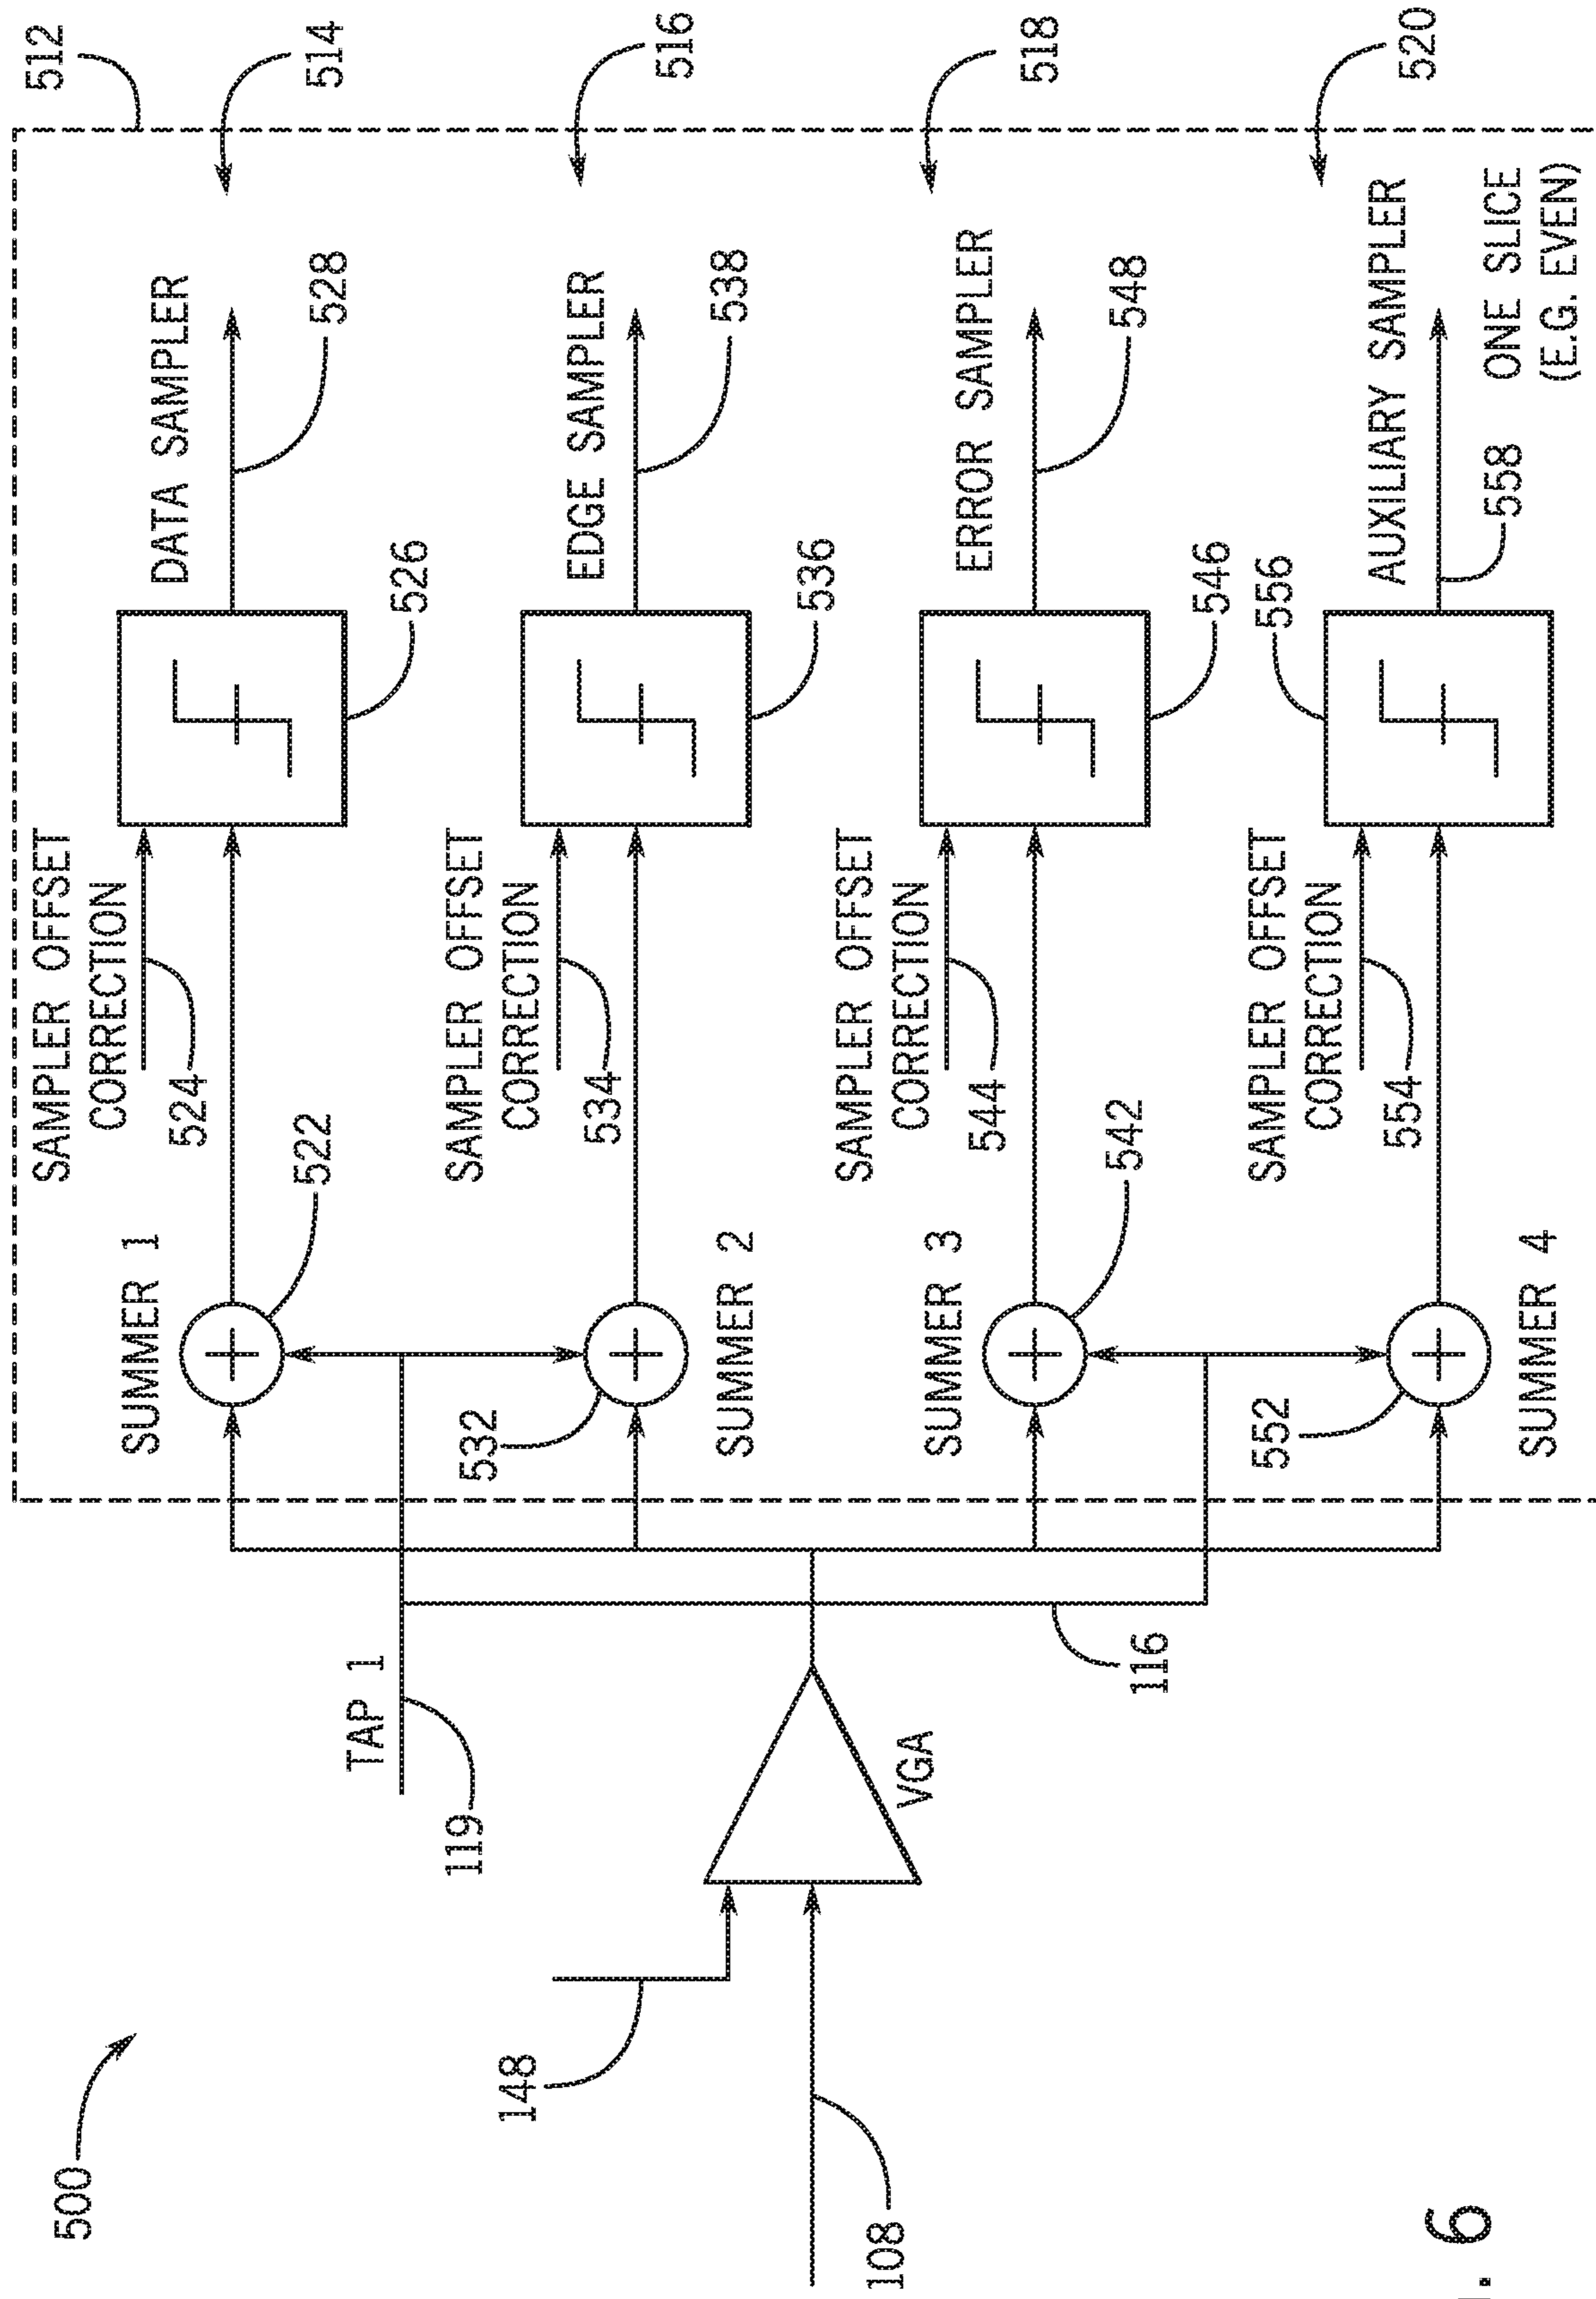 500
512
514
516
518
520
SAMPLER OFFSET
CORRECTION
524
DATA SAMPLER
528
526
SUMMER 1
522
TAP 1
119
SAMPLER OFFSET
CORRECTION
534
EDGE SAMPLER
538
536
532
SUMMER 2
148
VGA
108
116
SAMPLER OFFSET
CORRECTION
544
ERROR SAMPLER
548
546
SUMMER 3
542
SAMPLER OFFSET
CORRECTION
554
556
AUXILIARY SAMPLER
558
552
SUMMER 4
ONE SLICE
(E.G. EVEN)
. 6